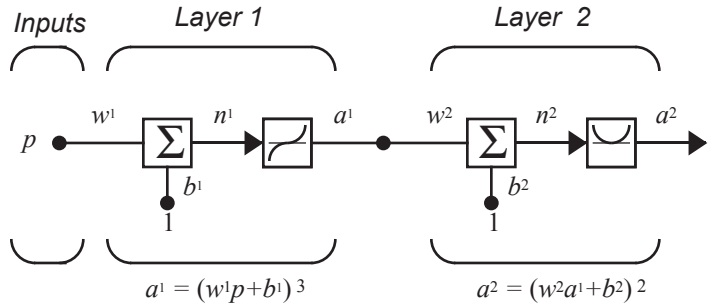 Inputs Layer 1 Layer 2
p w¹ Σ n¹ a¹ w² Σ n² a²
b¹ b²
1 1
a¹ = (w¹p+b¹) ³ a² = (w²a¹+b²) ²